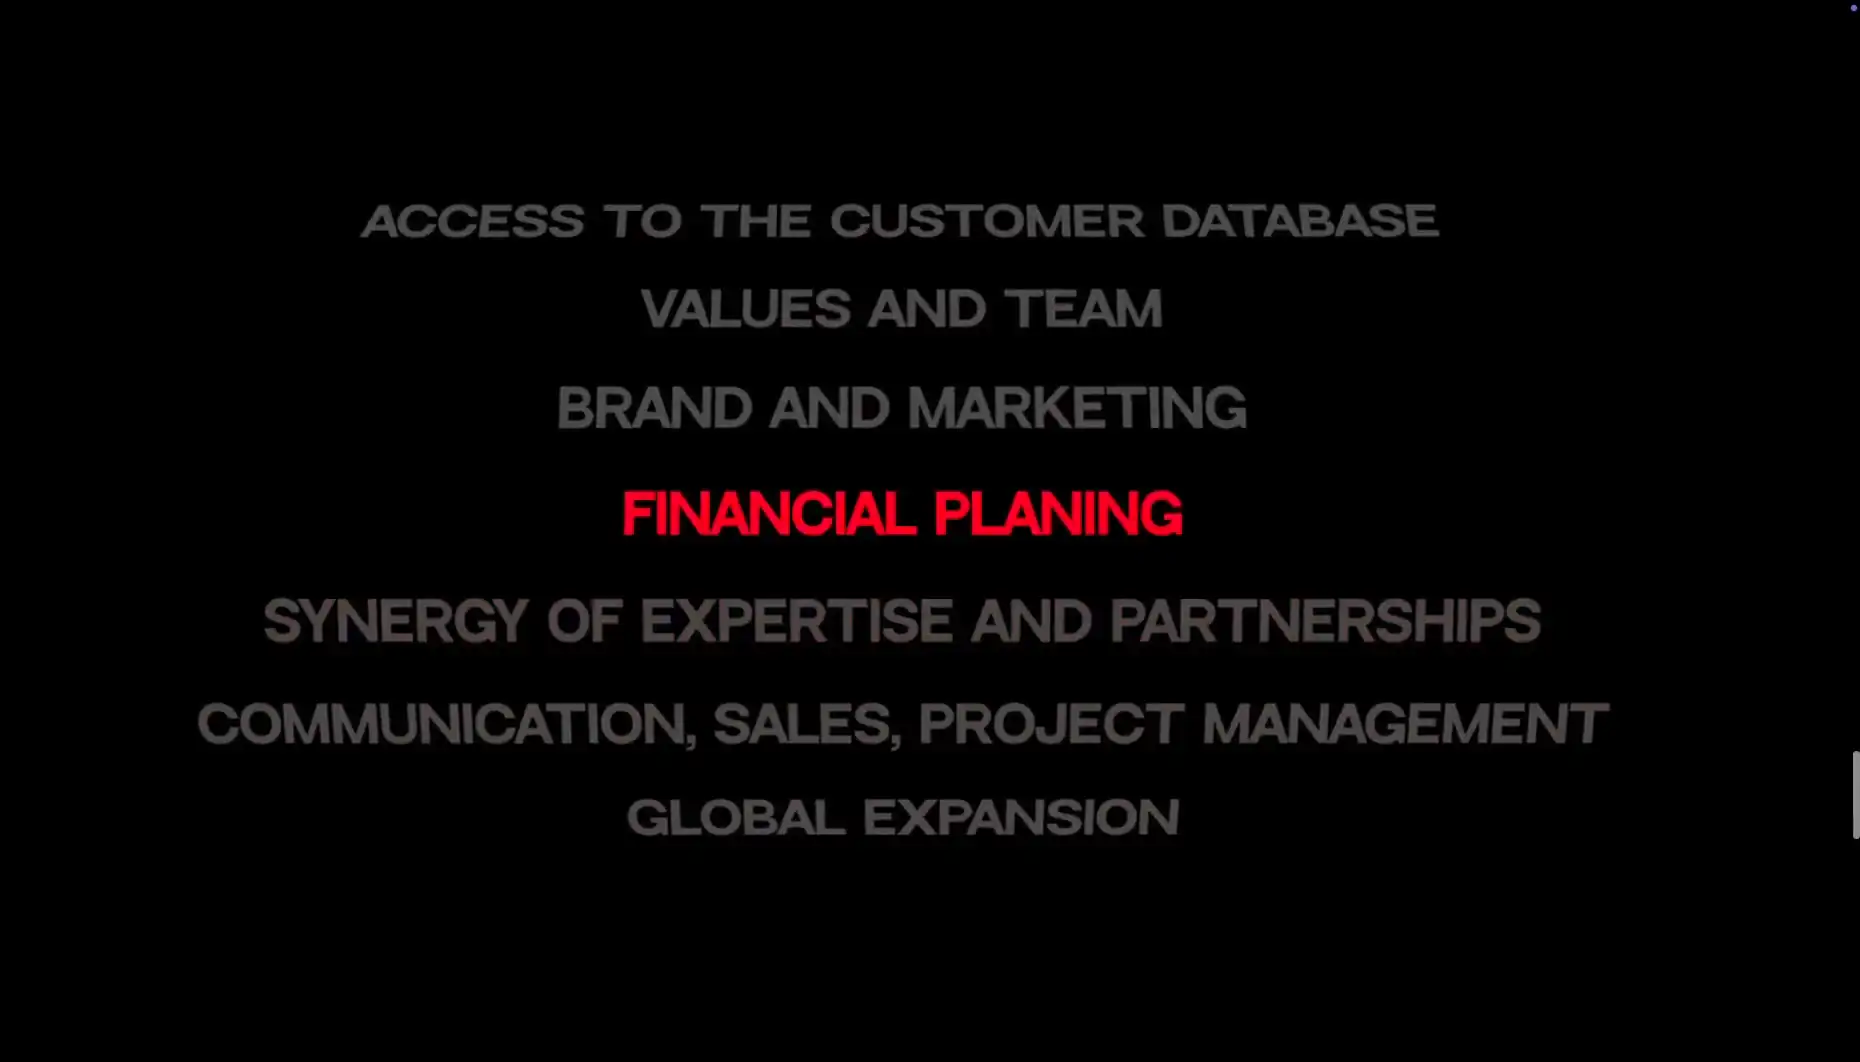 ACCESS TO THE CUSTOMER DATABASE
VALUES AND TEAM
BRAND AND MARKETING
FINANCIAL PLANING
SYNERGY OF EXPERTISE AND PARTNERSHIPS
COMMUNICATION, SALES, PROJECT MANAGEMENT
GLOBAL EXPANSION